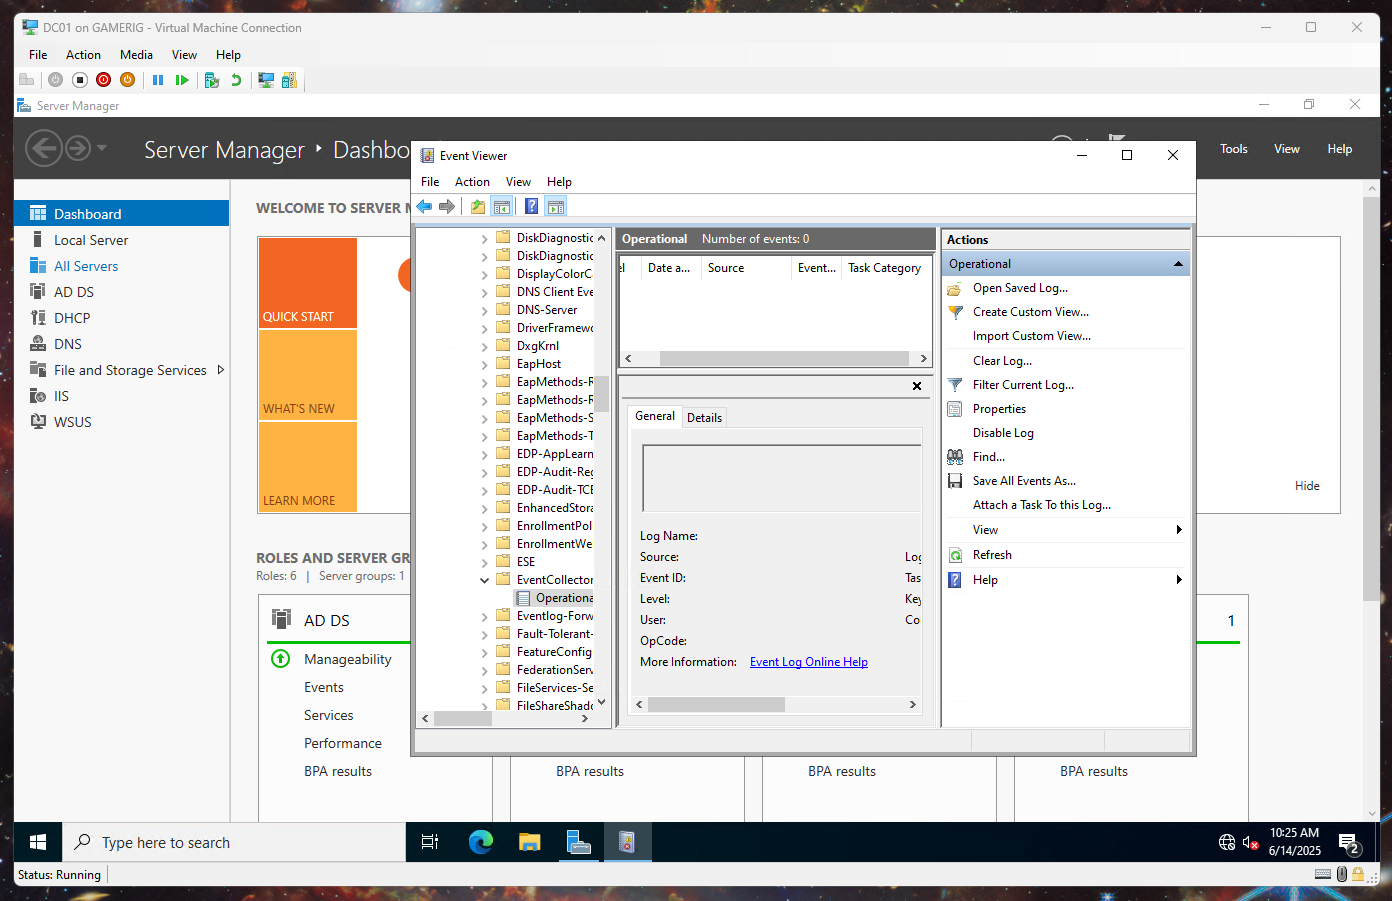 DC01 on GAMERIG - Virtual Machine Connection
File Action Media View Help
Server Manager
Server Manager Dashbo
Tools View Help
Dashboard
Local Server
All Servers
AD DS
DHCP
DNS
File and Storage Services
IIS
WSUS
WELCOME TO SERVER M
QUICK START
WHAT'S NEW
LEARN MORE
Hide
ROLES AND SERVER GR
Roles: 6 | Server groups: 1
AD DS
1
Manageability
Events
Services
Performance
BPA results
BPA results
BPA results
BPA results
Event Viewer
File Action View Help
DiskDiagnostic
DiskDiagnostic
DisplayColorCa
DNS Client Eve
DNS-Server
DriverFramewo
DxgKrnl
EapHost
EapMethods-R
EapMethods-R
EapMethods-S
EapMethods-T
EDP-AppLearn
EDP-Audit-Reg
EDP-Audit-TCB
EnhancedStora
EnrollmentPol
EnrollmentWe
ESE
EventCollector
Operationa
Eventlog-Forw
Fault-Tolerant-
FeatureConfig
FederationServ
FileServices-Se
FileShareShado
Operational Number of events: 0
el Date a... Source Event... Task Category
General Details
Log Name:
Source: Log
Event ID: Tas
Level: Key
User: Co
OpCode:
More Information: Event Log Online Help
Actions
Operational
Open Saved Log...
Create Custom View...
Import Custom View...
Clear Log...
Filter Current Log...
Properties
Disable Log
Find...
Save All Events As...
Attach a Task To this Log...
View
Refresh
Help
Type here to search
10:25 AM
6/14/2025
2
Status: Running